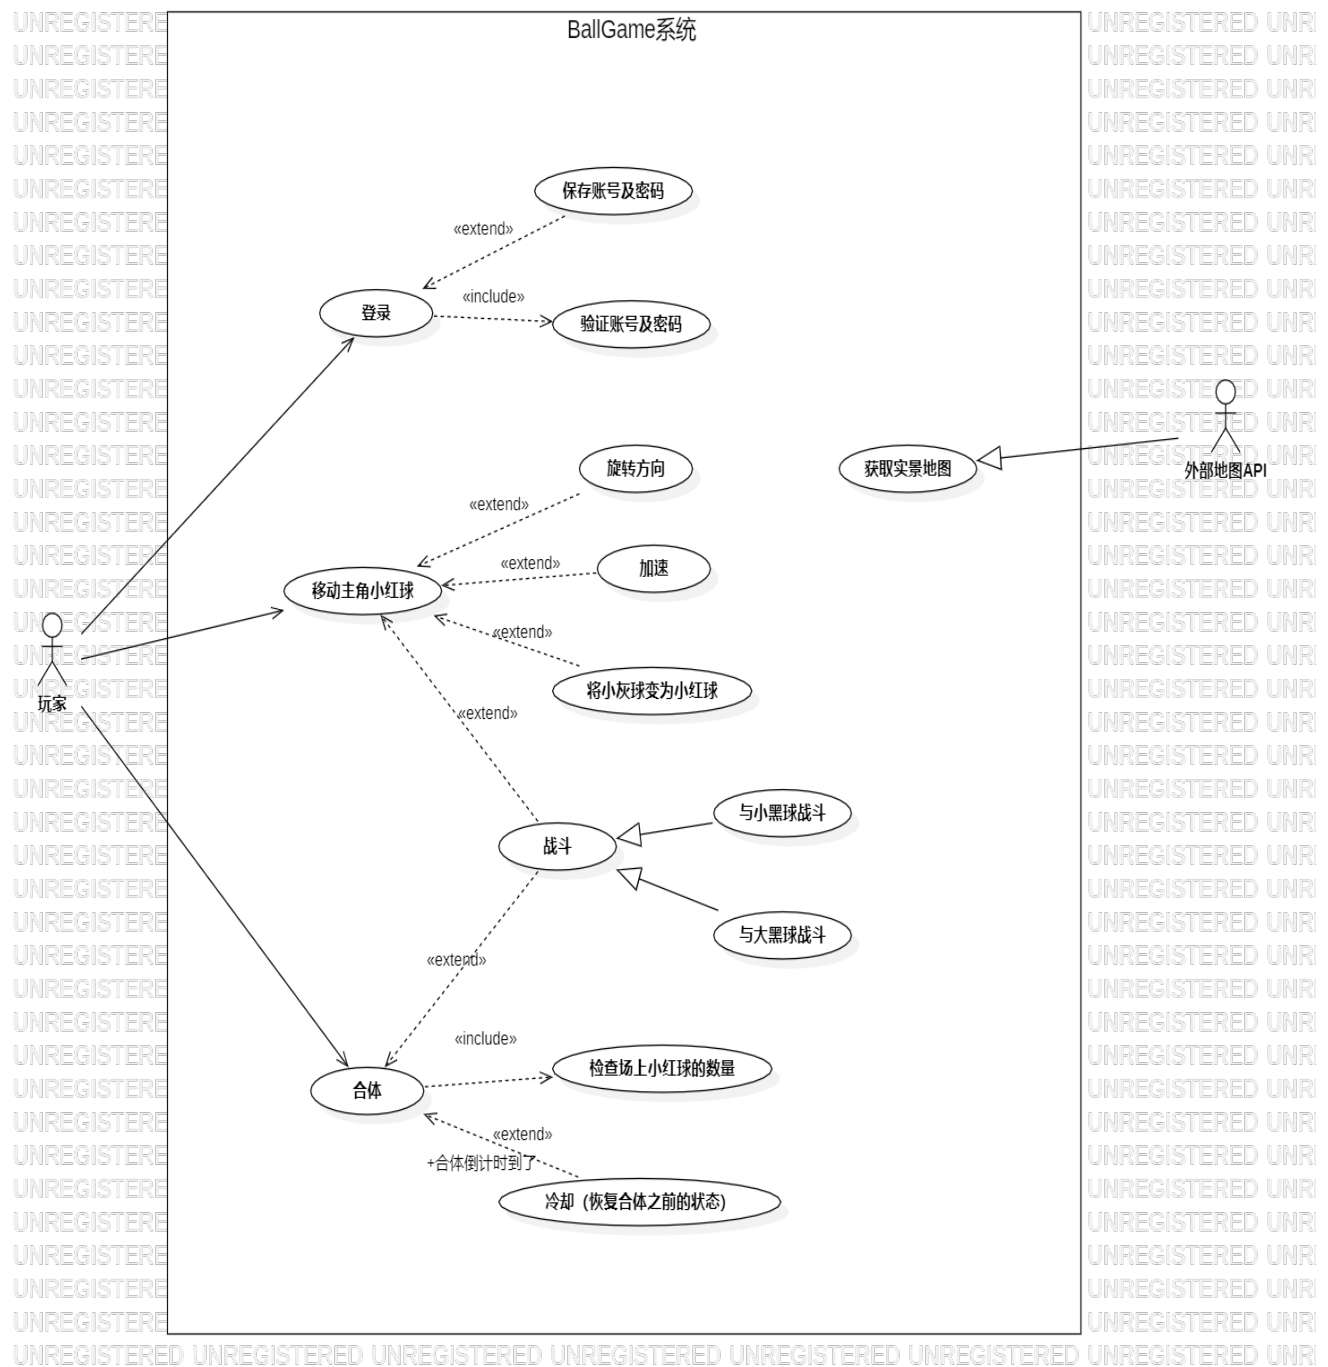 BallGame系统
保存账号及密码
«extend»
«include»
登录
验证账号及密码
旋转方向
获取实景地图
外部地图API
«extend»
«extend»
加速
移动主角小红球
«extend»
将小灰球变为小红球
玩家
«extend»
与小黑球战斗
战斗
与大黑球战斗
«extend»
«include»
检查场上小红球的数量
合体
«extend»
+合体倒计时到了
冷却（恢复合体之前的状态）
UNREGISTERED UNREGISTERED UNREGISTERED UNREGISTERED UNREGISTERED UNREGISTERED UNREGISTERED UNRE